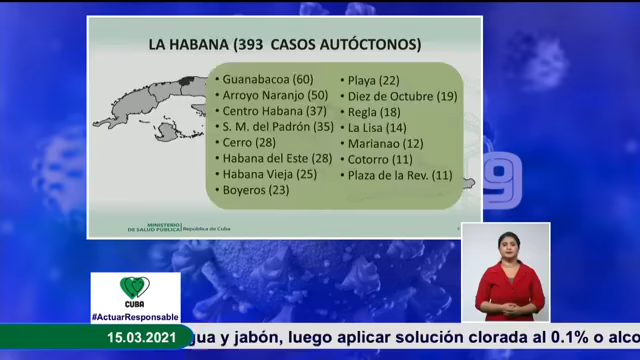 LA HABANA (393 CASOS AUTÓCTONOS)
• Guanabacoa (60)
• Arroyo Naranjo (50)
• Centro Habana (37)
• S. M. del Padrón (35)
• Cerro (28)
• Habana del Este (28)
• Habana Vieja (25)
• Boyeros (23)
• Playa (22)
• Diez de Octubre (19)
• Regla (18)
• La Lisa (14)
• Marianao (12)
• Cotorro (11)
• Plaza de la Rev. (11)
9
MINISTERIO DE SALUD PÚBLICA
República de Cuba
CUBA
#ActuarResponsable
15.03.2021
gua y jabón, luego aplicar solución clorada al 0.1% o alco